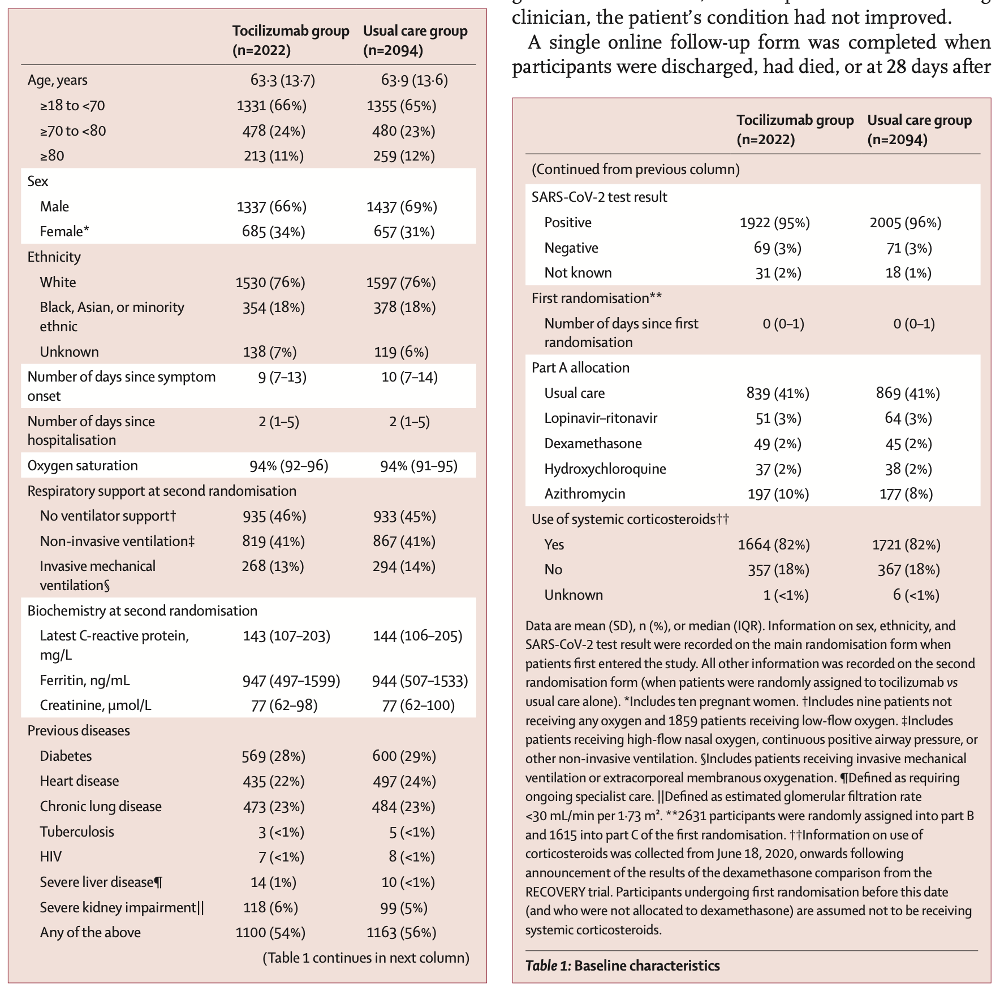 Tocilizumab group Usual care group
(n=2022) (n=2094)
Age, years 63·3 (13·7) 63·9 (13·6)
≥18 to <70 1331 (66%) 1355 (65%)
≥70 to <80 478 (24%) 480 (23%)
≥80 213 (11%) 259 (12%)
Sex
Male 1337 (66%) 1437 (69%)
Female* 685 (34%) 657 (31%)
Ethnicity
White 1530 (76%) 1597 (76%)
Black, Asian, or minority 354 (18%) 378 (18%)
ethnic
Unknown 138 (7%) 119 (6%)
Number of days since symptom 9 (7–13) 10 (7–14)
onset
Number of days since 2 (1–5) 2 (1–5)
hospitalisation
Oxygen saturation 94% (92–96) 94% (91–95)
Respiratory support at second randomisation
No ventilator support† 935 (46%) 933 (45%)
Non-invasive ventilation‡ 819 (41%) 867 (41%)
Invasive mechanical 268 (13%) 294 (14%)
ventilation§
Biochemistry at second randomisation
Latest C-reactive protein, 143 (107–203) 144 (106–205)
mg/L
Ferritin, ng/mL 947 (497–1599) 944 (507–1533)
Creatinine, µmol/L 77 (62–98) 77 (62–100)
Previous diseases
Diabetes 569 (28%) 600 (29%)
Heart disease 435 (22%) 497 (24%)
Chronic lung disease 473 (23%) 484 (23%)
Tuberculosis 3 (<1%) 5 (<1%)
HIV 7 (<1%) 8 (<1%)
Severe liver disease¶ 14 (1%) 10 (<1%)
Severe kidney impairment|| 118 (6%) 99 (5%)
Any of the above 1100 (54%) 1163 (56%)
(Table 1 continues in next column)
clinician, the patient’s condition had not improved.
A single online follow-up form was completed when
participants were discharged, had died, or at 28 days after
Tocilizumab group Usual care group
(n=2022) (n=2094)
(Continued from previous column)
SARS-CoV-2 test result
Positive 1922 (95%) 2005 (96%)
Negative 69 (3%) 71 (3%)
Not known 31 (2%) 18 (1%)
First randomisation**
Number of days since first 0 (0–1) 0 (0–1)
randomisation
Part A allocation
Usual care 839 (41%) 869 (41%)
Lopinavir–ritonavir 51 (3%) 64 (3%)
Dexamethasone 49 (2%) 45 (2%)
Hydroxychloroquine 37 (2%) 38 (2%)
Azithromycin 197 (10%) 177 (8%)
Use of systemic corticosteroids††
Yes 1664 (82%) 1721 (82%)
No 357 (18%) 367 (18%)
Unknown 1 (<1%) 6 (<1%)
Data are mean (SD), n (%), or median (IQR). Information on sex, ethnicity, and
SARS-CoV-2 test result were recorded on the main randomisation form when
patients first entered the study. All other information was recorded on the second
randomisation form (when patients were randomly assigned to tocilizumab vs
usual care alone). *Includes ten pregnant women. †Includes nine patients not
receiving any oxygen and 1859 patients receiving low-flow oxygen. ‡Includes
patients receiving high-flow nasal oxygen, continuous positive airway pressure, or
other non-invasive ventilation. §Includes patients receiving invasive mechanical
ventilation or extracorporeal membranous oxygenation. ¶Defined as requiring
ongoing specialist care. ||Defined as estimated glomerular filtration rate
<30 mL/min per 1·73 m². **2631 participants were randomly assigned into part B
and 1615 into part C of the first randomisation. ††Information on use of
corticosteroids was collected from June 18, 2020, onwards following
announcement of the results of the dexamethasone comparison from the
RECOVERY trial. Participants undergoing first randomisation before this date
(and who were not allocated to dexamethasone) are assumed not to be receiving
systemic corticosteroids.
Table 1: Baseline characteristics